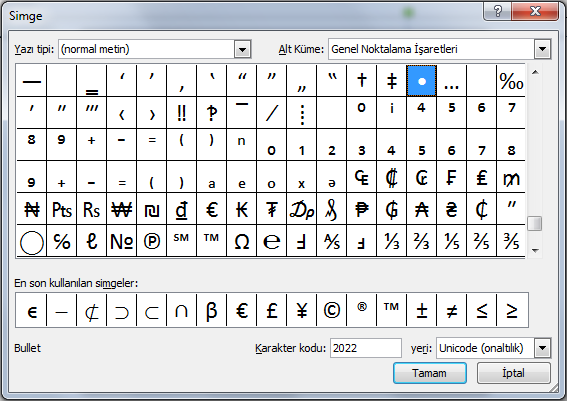 Simge
Yazı tipi: (normal metin) Alt Küme: Genel Noktalama İşaretleri
— ‗ ‘ ’ ‚ ‛ “ ” „ ‟ † ‡ • … ‰
′ ″ ‴ ‹ › ‼ ‽ ‾ ⁄ ⁞ ⁰ ⁱ ⁴ ⁵ ⁶ ⁷
⁸ ⁹ ⁺ ⁻ ⁼ ⁽ ⁾ ⁿ ₀ ₁ ₂ ₃ ₄ ₅ ₆ ₇ ₈
₉ ₊ ₋ ₌ ₍ ₎ ₐ ₑ ₒ ₓ ₔ ₠ ₡ ₢ ₣ ₤ ₥
₦ ₧ ₨ ₩ ₪ ₫ € ₭ ₮ ₯ ₰ ₱ ₲ ₳ ₴ ₵ ″
◯ ℅ ℓ № ℗ ℠ ™ Ω ℮ Ⅎ ⅍ ⅎ ⅓ ⅔ ⅕ ⅖ ⅗
En son kullanılan simgeler:
ϵ − ⊄ ⊃ ⊂ ∩ β € £ ¥ © ® ™ ± ≠ ≤ ≥
Bullet Karakter kodu: 2022 yeri: Unicode (onaltılık)
Tamam İptal